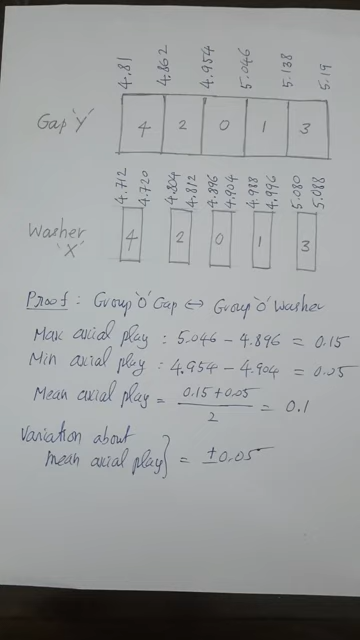 4.81 4.862 4.954 5.046 5.138 5.19
Gap 'Y' 4 2 0 1 3
4.712 4.720 4.804 4.812 4.896 4.904 4.988 4.996 5.080 5.088
Washer
'X' 4 2 0 1 3
Proof : Group '0' Gap ↔ Group '0' Washer
Max axial play : 5.046 - 4.896 = 0.15
Min axial play : 4.954 - 4.904 = 0.05
Mean axial play = 0.15 + 0.05 / 2 = 0.1
Variation about
mean axial play} = ±0.05